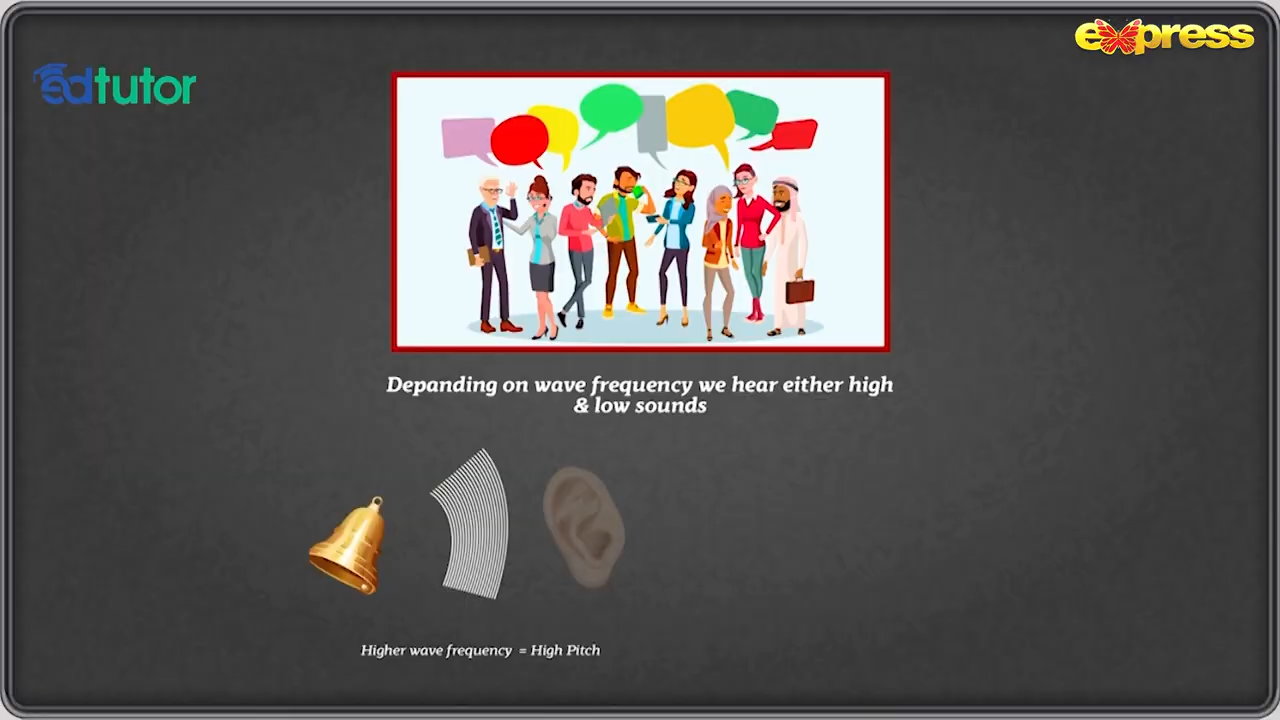 express
edtutor
Depanding on wave frequency we hear either high
& low sounds
Higher wave frequency = High Pitch